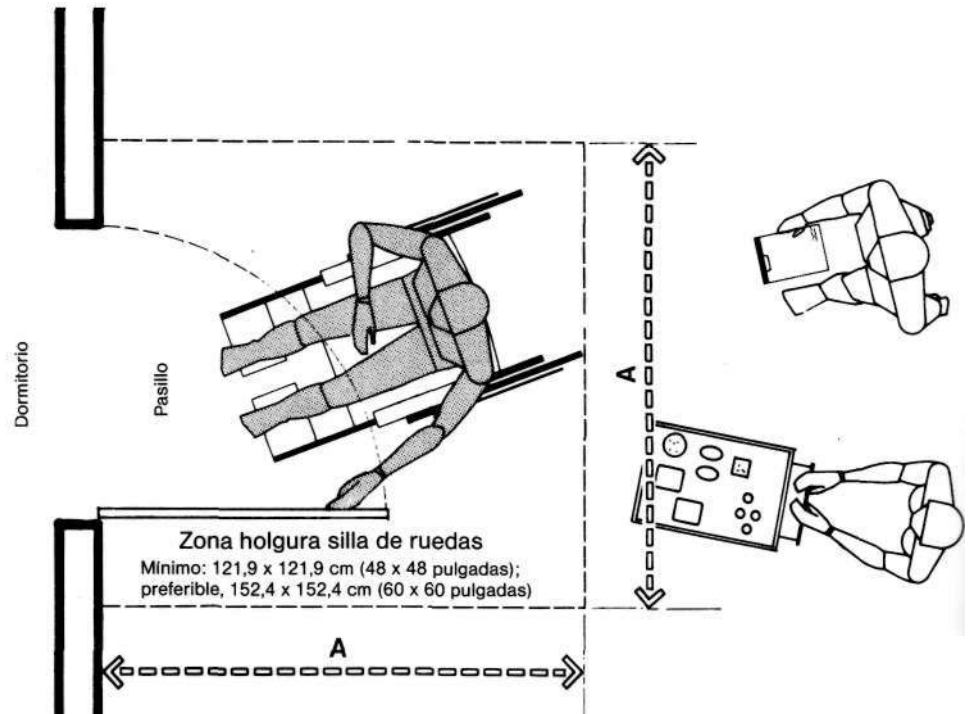 Dormitorio
Pasillo
A
Zona holgura silla de ruedas
Mínimo: 121,9 x 121,9 cm (48 x 48 pulgadas);
preferible, 152,4 x 152,4 cm (60 x 60 pulgadas)
A